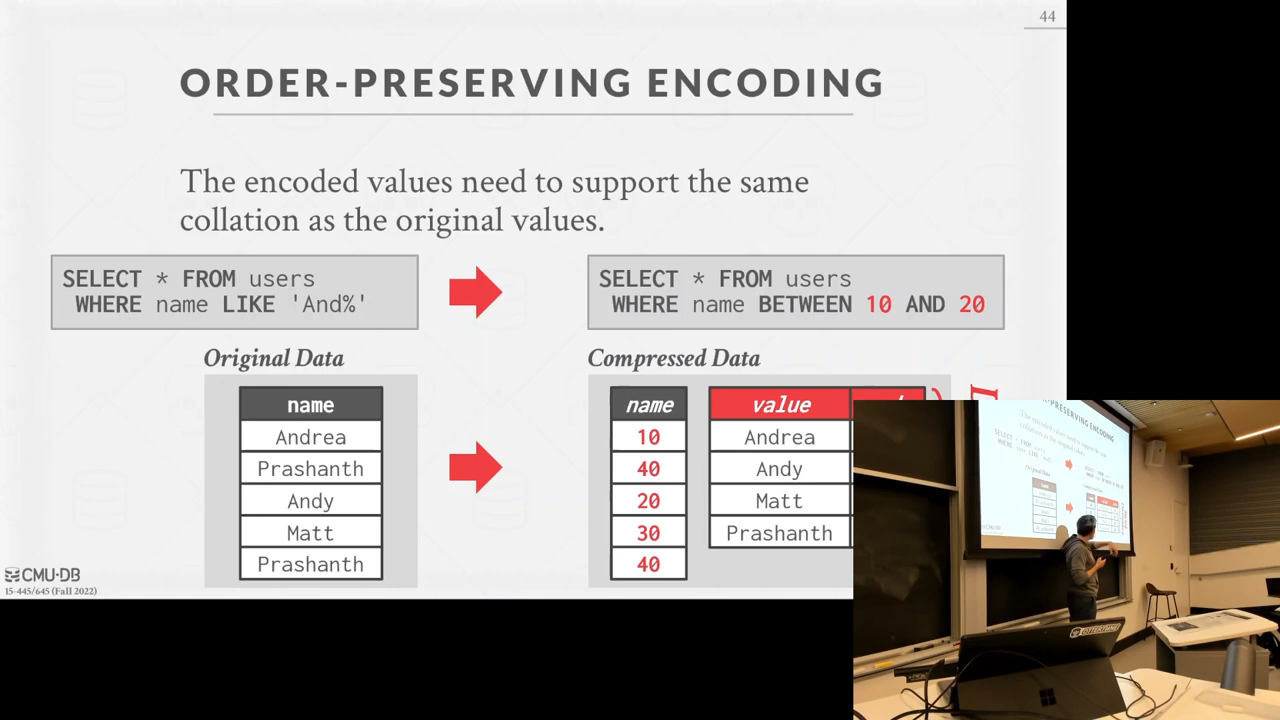 44
ORDER-PRESERVING ENCODING
The encoded values need to support the same
collation as the original values.
SELECT * FROM users
WHERE name LIKE 'And%'
SELECT * FROM users
WHERE name BETWEEN 10 AND 20
Original Data
name
Andrea
Prashanth
Andy
Matt
Prashanth
Compressed Data
name
10
40
20
30
40
value
Andrea
Andy
Matt
Prashanth
CMU·DB
15-445/645 (Fall 2022)